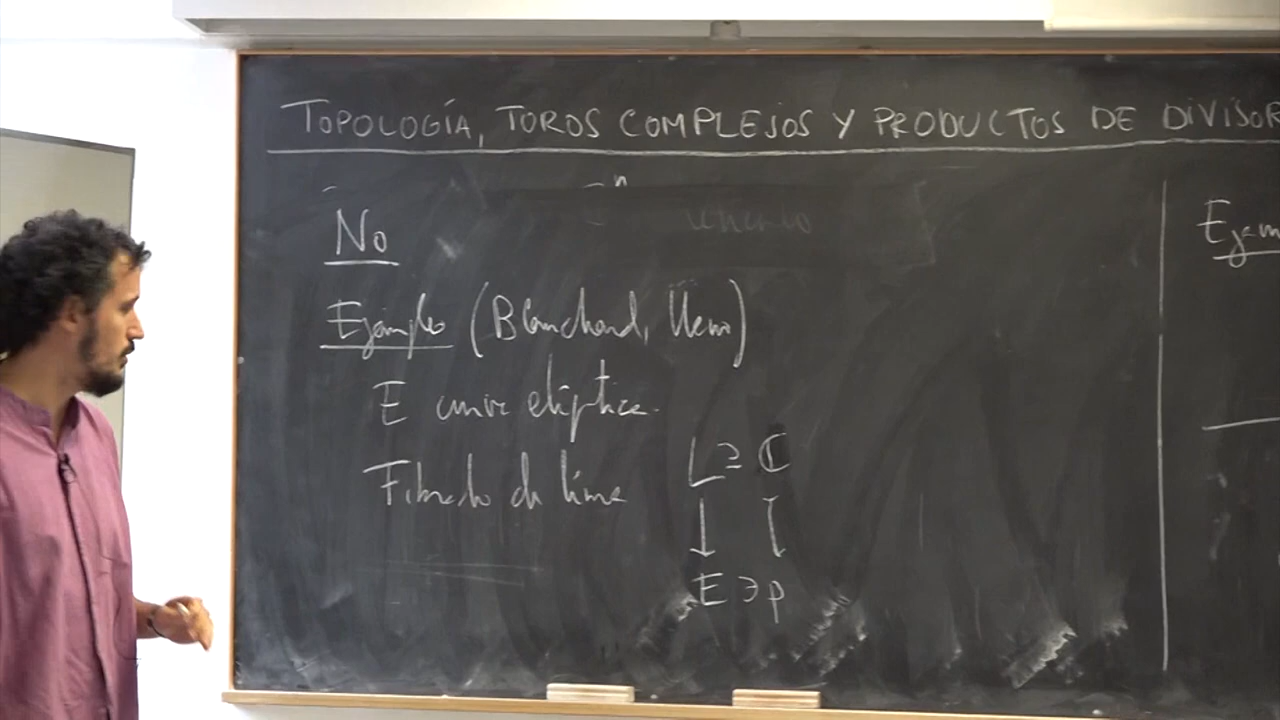 TOPOLOGÍA, TOROS COMPLEJOS Y PRODUCTOS DE DIVISOR
No
Ejemplo (Blanchard, Ueno)
E curva elíptica.
Fibrado de línea L ⊇ ℂ
↓ ↓
E ∋ p
Ejem